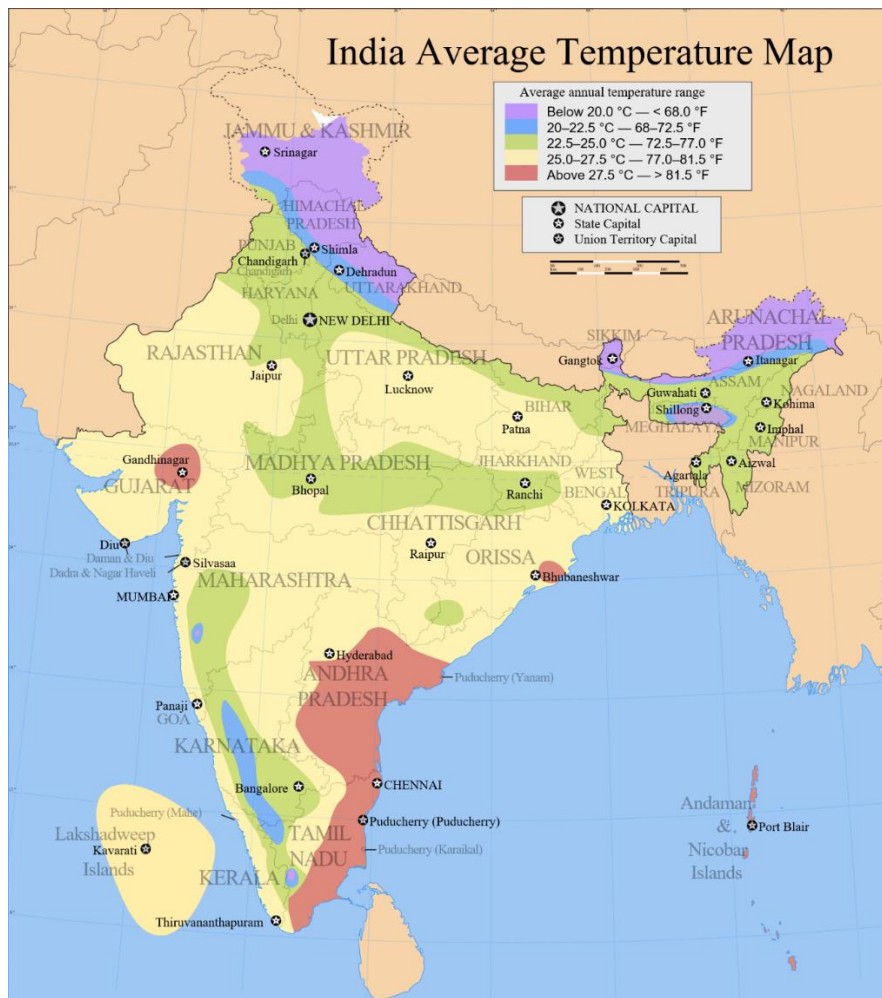 India Average Temperature Map
Average annual temperature range
Below 20.0 °C — < 68.0 °F
20–22.5 °C — 68–72.5 °F
22.5–25.0 °C — 72.5–77.0 °F
25.0–27.5 °C — 77.0–81.5 °F
Above 27.5 °C — > 81.5 °F
NATIONAL CAPITAL
State Capital
Union Territory Capital
JAMMU & KASHMIR
Srinagar
HIMACHAL
PRADESH
PUNJAB
Shimla
Chandigarh
Chandigarh
Dehradun
UTTARAKHAND
HARYANA
Delhi
NEW DELHI
RAJASTHAN
Jaipur
UTTAR PRADESH
Lucknow
SIKKIM
Gangtok
ARUNACHAL
PRADESH
Itanagar
ASSAM
Guwahati
NAGALAND
Kohima
Shillong
MEGHALAYA
Imphal
MANIPUR
BIHAR
Patna
Gandhinagar
GUJARAT
MADHYA PRADESH
Bhopal
JHARKHAND
Ranchi
WEST
BENGAL
KOLKATA
Agartala
TRIPURA
Aizwal
MIZORAM
CHHATTISGARH
Raipur
ORISSA
Bhubaneshwar
Diu
Daman & Diu
Dadra & Nagar Haveli
Silvasaa
MAHARASHTRA
MUMBAI
Hyderabad
ANDHRA
PRADESH
Puducherry (Yanam)
Panaji
GOA
KARNATAKA
Bangalore
CHENNAI
Puducherry (Mahe)
Puducherry (Puducherry)
TAMIL
NADU
Puducherry (Karaikal)
Lakshadweep
Islands
Kavarati
KERALA
Thiruvananthapuram
Andaman
&
Nicobar
Islands
Port Blair